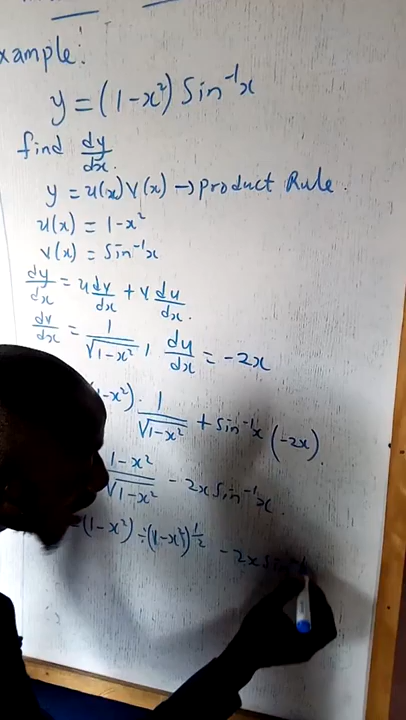 xample:
y = (1-x²) Sin⁻¹x
find dy/dx.
y = u(x)v(x) → product Rule.
u(x) = 1-x²
v(x) = Sin⁻¹x
dy/dx = u dv/dx + v du/dx.
dv/dx = 1/√(1-x²), du/dx = -2x
1-x²) · 1/√(1-x²) + Sin⁻¹x (-2x).
1-x²/√(1-x²) - 2x Sin⁻¹x.
=(1-x²) ÷ (1-x²)^(1/2) - 2x